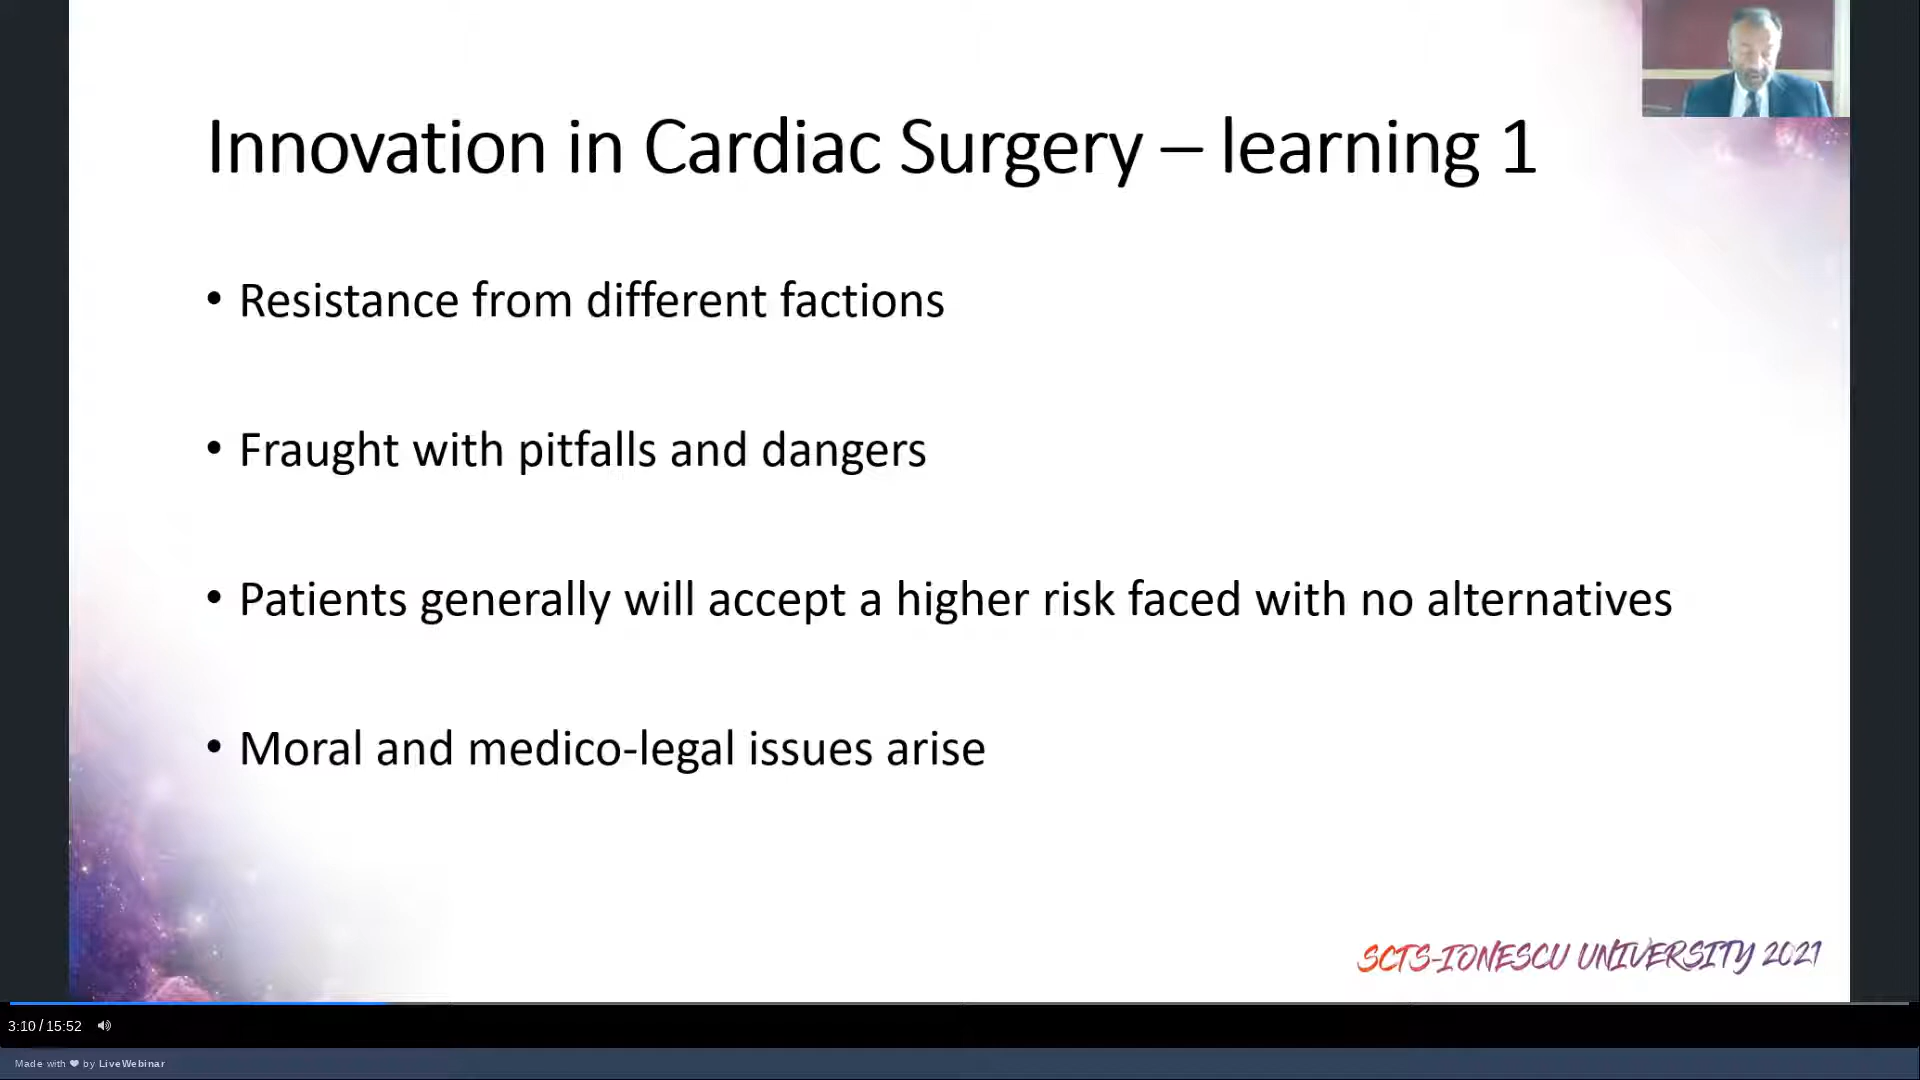 Innovation in Cardiac Surgery – learning 1
• Resistance from different factions
• Fraught with pitfalls and dangers
• Patients generally will accept a higher risk faced with no alternatives
• Moral and medico-legal issues arise
SCTS-IONESCU UNIVERSITY 2021
3:10 / 15:52
Made with ❤ by LiveWebinar